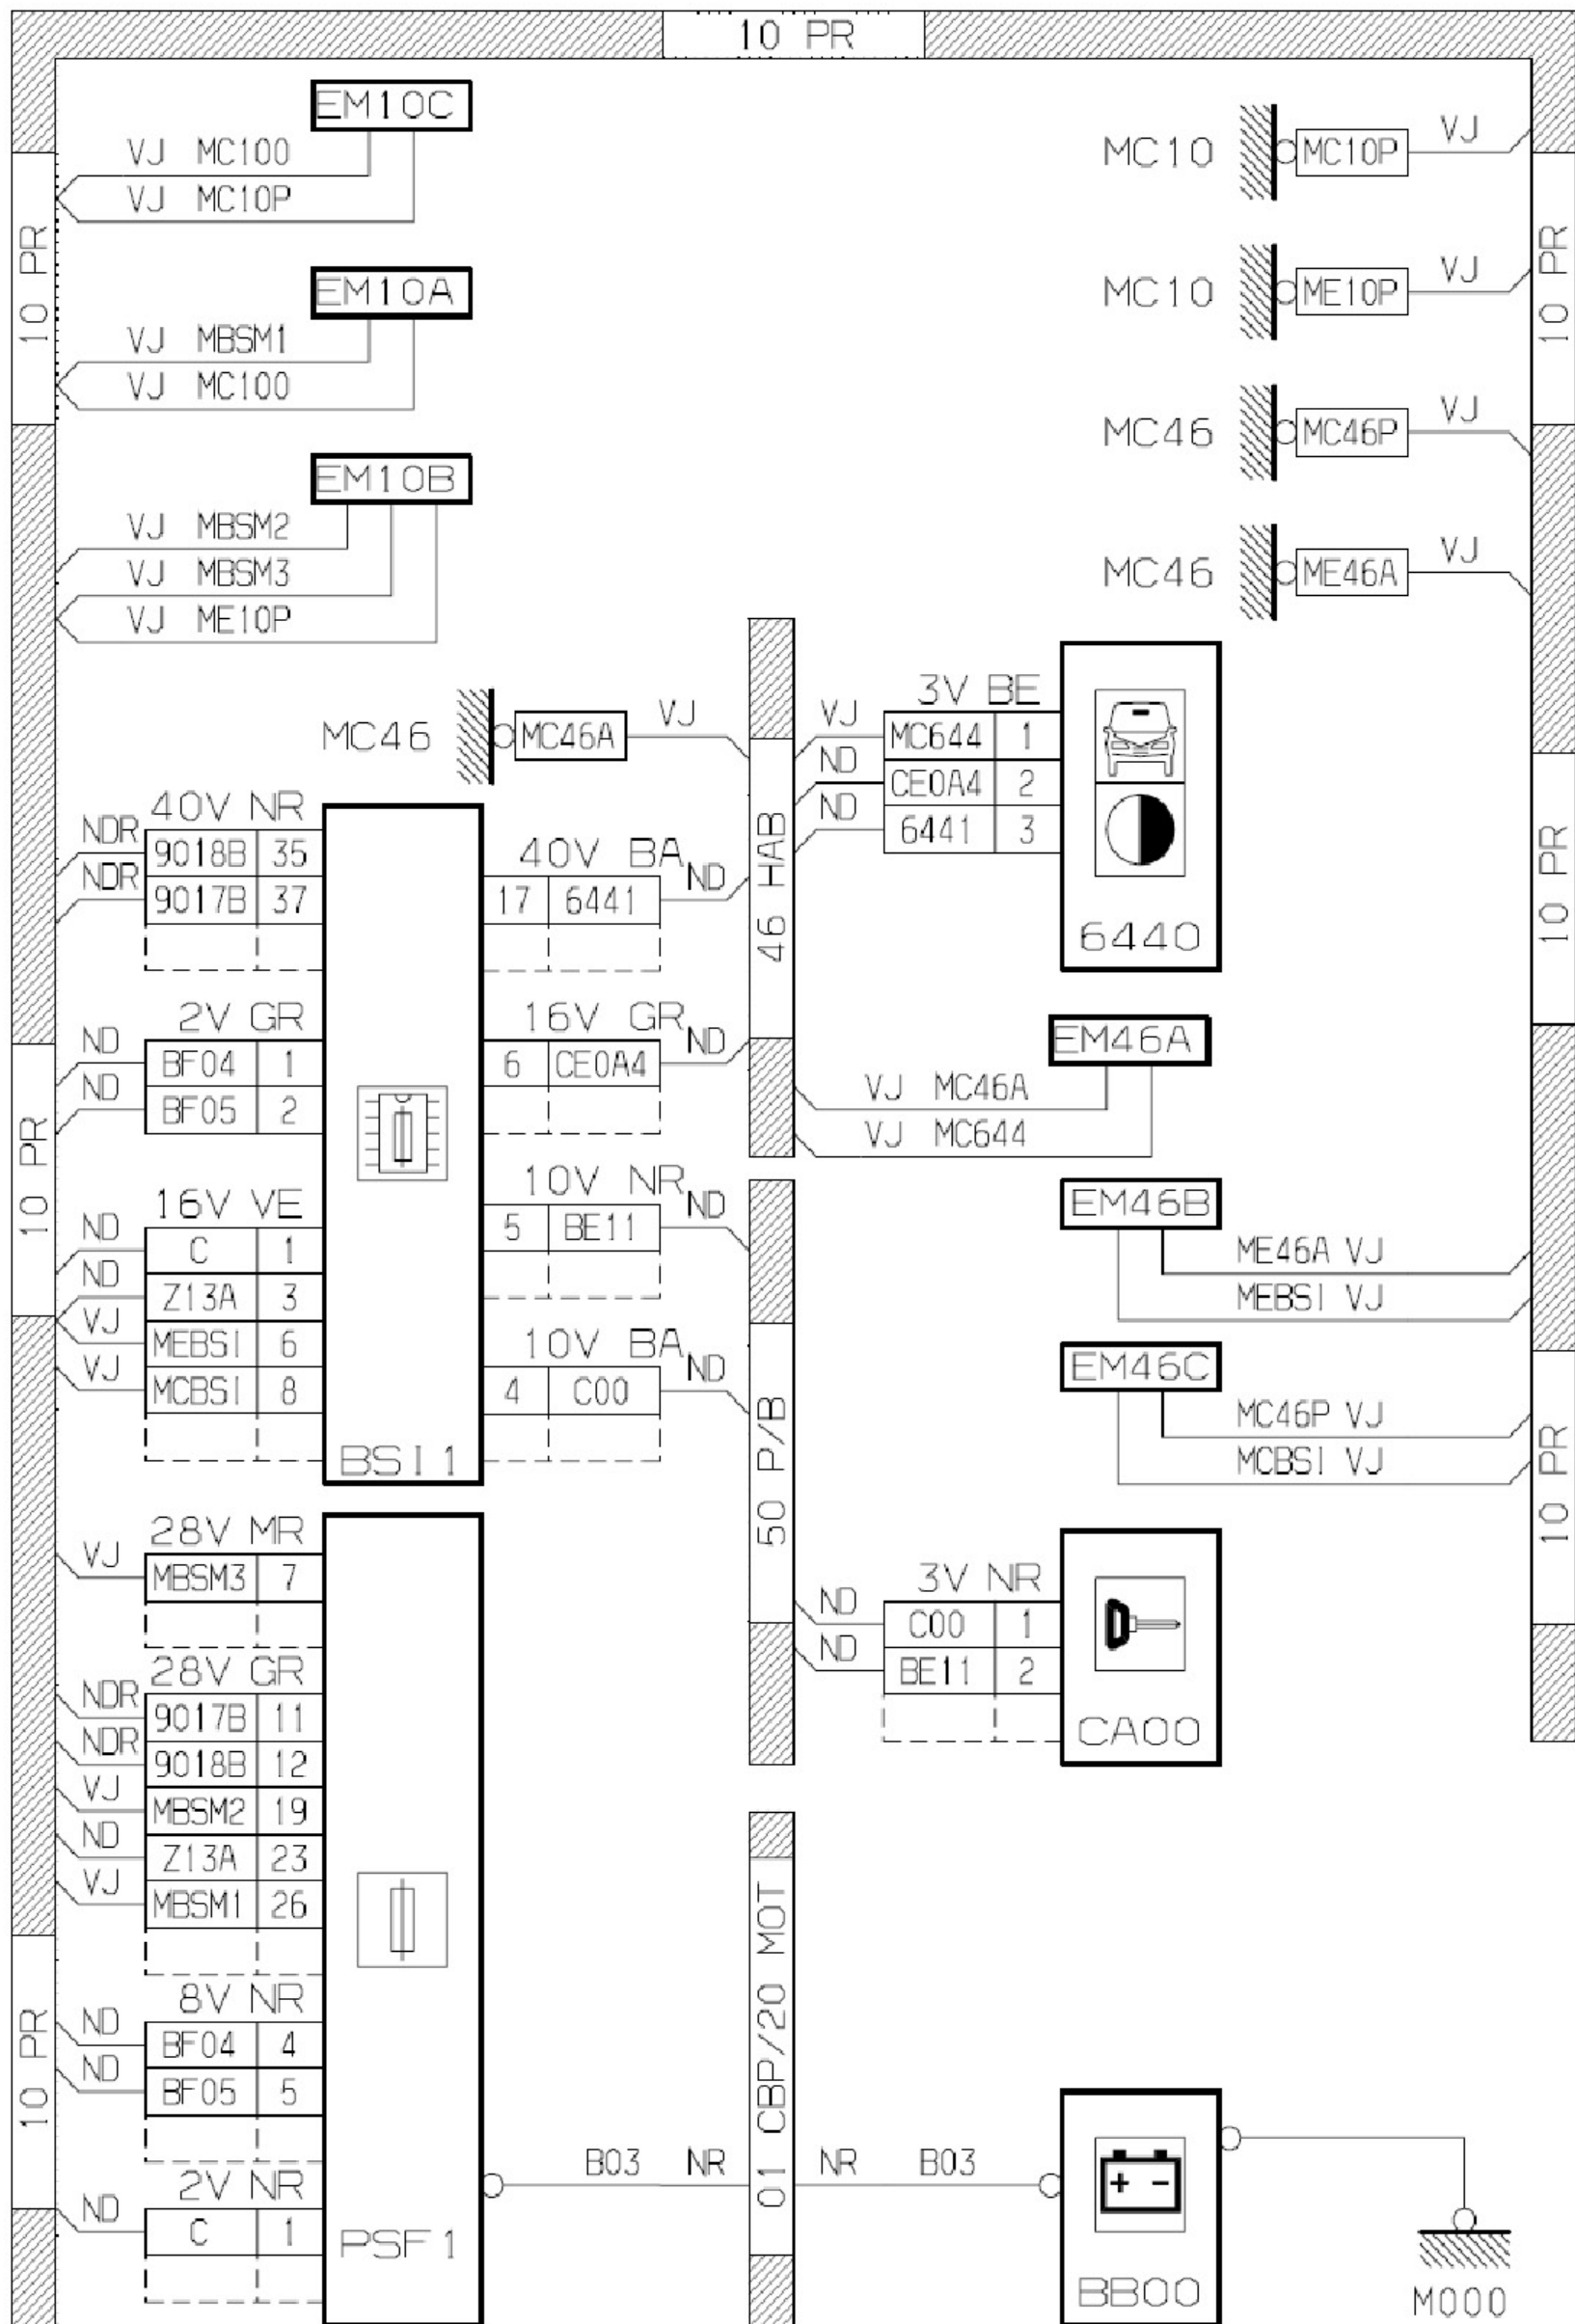 10 PR
EM10C
VJ MC100
VJ MC10P
10 PR
EM10A
VJ MBSM1
VJ MC100
EM10B
VJ MBSM2
VJ MBSM3
VJ ME10P
MC10 MC10P VJ
MC10 ME10P VJ
10 PR
MC46 MC46P VJ
MC46 ME46A VJ
MC46 MC46A VJ
46 HAB
3V BE
VJ MC644 1
ND CE0A4 2
ND 6441 3
6440
10 PR
40V NR
NDR 9018B 35
NDR 9017B 37
40V BA
17 6441 ND
2V GR
ND BF04 1
ND BF05 2
16V GR
6 CE0A4 ND
EM46A
VJ MC46A
VJ MC644
10 PR
16V VE
ND C 1
ND Z13A 3
VJ MEBSI 6
VJ MCBSI 8
10V NR
5 BE11 ND
10V BA
4 C00 ND
BSI1
50 P/B
EM46B
ME46A VJ
MEBSI VJ
EM46C
MC46P VJ
MCBSI VJ
10 PR
28V MR
VJ MBSM3 7
28V GR
NDR 9017B 11
NDR 9018B 12
VJ MBSM2 19
ND Z13A 23
VJ MBSM1 26
3V NR
ND C00 1
ND BE11 2
CA00
10 PR
8V NR
ND BF04 4
ND BF05 5
2V NR
ND C 1
PSF1
B03 NR
01 CBP/20 MOT
NR B03
+ -
BB00
M000